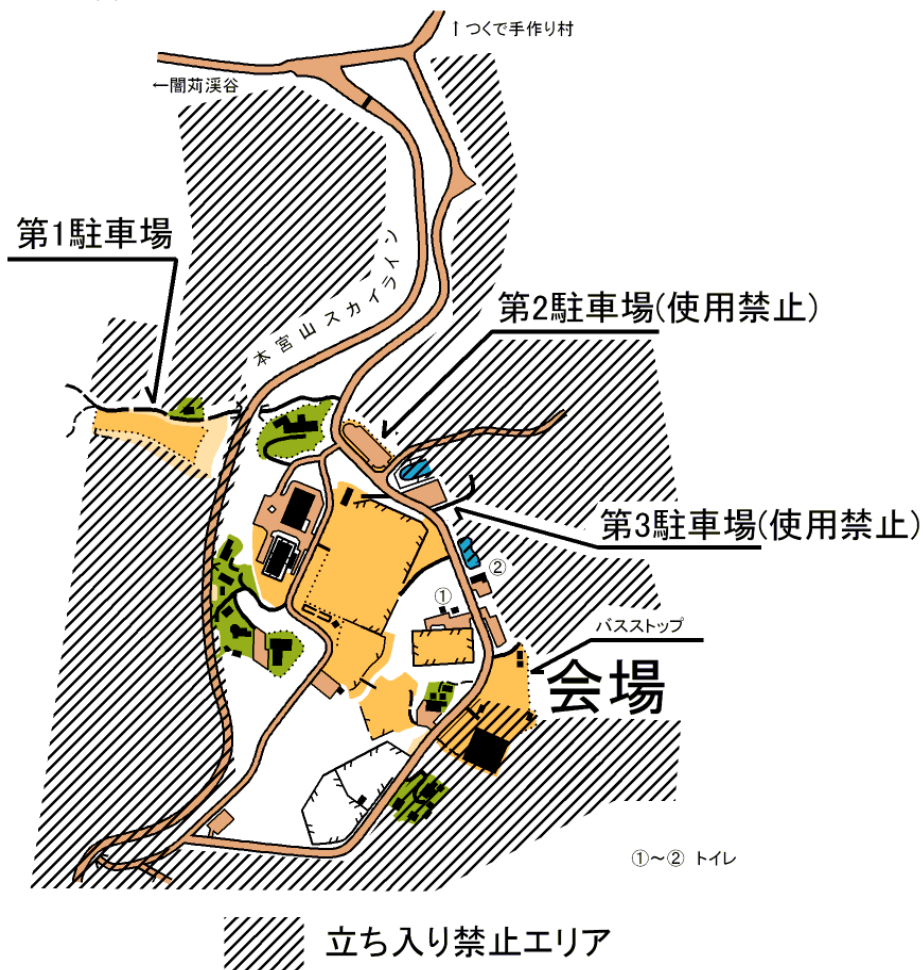 ↑つくで手作り村
←闇苅渓谷
第1駐車場
本宮山スカイライン
第2駐車場(使用禁止)
第3駐車場(使用禁止)
②
①
バスストップ
会場
①～② トイレ
立ち入り禁止エリア